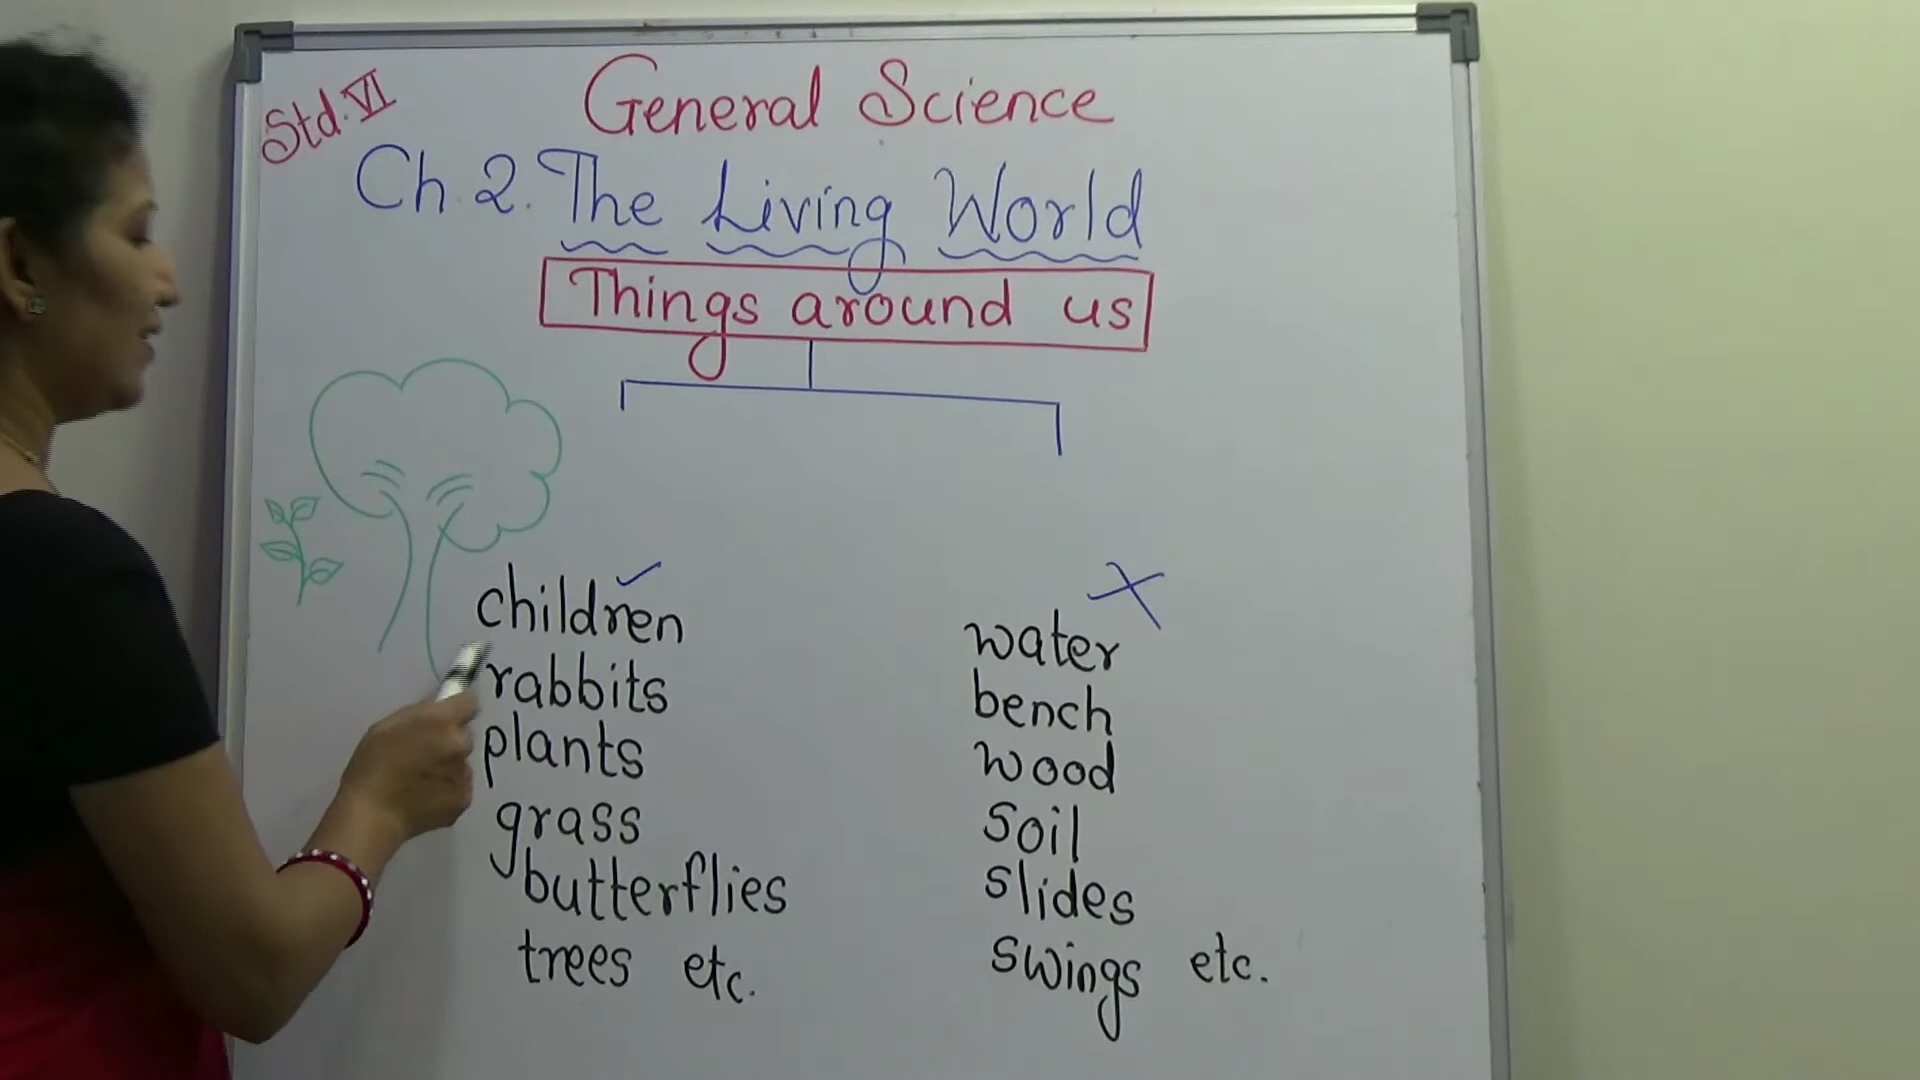 Std. VI
General Science
Ch. 2. The Living World
Things around us
children
rabbits
plants
grass
butterflies
trees etc.
water
bench
wood
soil
slides
swings etc.